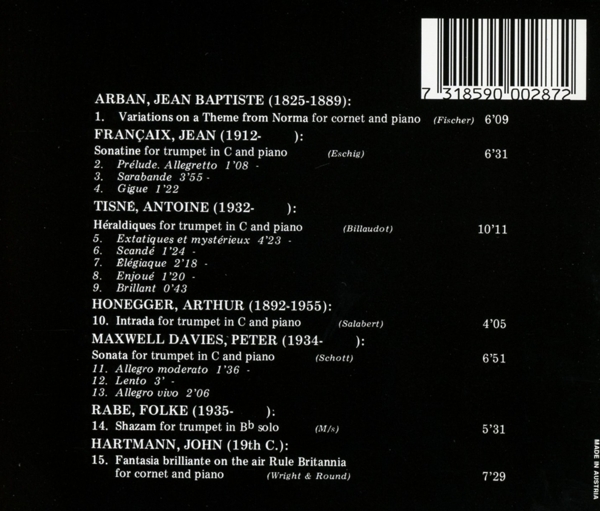 7 318590 002872
ARBAN, JEAN BAPTISTE (1825-1889):
1. Variations on a Theme from Norma for cornet and piano (Fischer) 6'09
FRANÇAIX, JEAN (1912- ):
Sonatine for trumpet in C and piano (Eschig) 6'31
2. Prélude. Allegretto 1'08 -
3. Sarabande 3'55 -
4. Gigue 1'22
TISNÉ, ANTOINE (1932- ):
Héraldiques for trumpet in C and piano (Billaudot) 10'11
5. Extatiques et mystérieux 4'23 -
6. Scandé 1'24 -
7. Élégiaque 2'18 -
8. Enjoué 1'20 -
9. Brillant 0'43
HONEGGER, ARTHUR (1892-1955):
10. Intrada for trumpet in C and piano (Salabert) 4'05
MAXWELL DAVIES, PETER (1934- ):
Sonata for trumpet in C and piano (Schott) 6'51
11. Allegro moderato 1'36 -
12. Lento 3' -
13. Allegro vivo 2'06
RABE, FOLKE (1935- ):
14. Shazam for trumpet in Bb solo (M/s) 5'31
HARTMANN, JOHN (19th C.):
15. Fantasia brilliante on the air Rule Britannia
for cornet and piano (Wright & Round) 7'29
MADE IN AUSTRIA